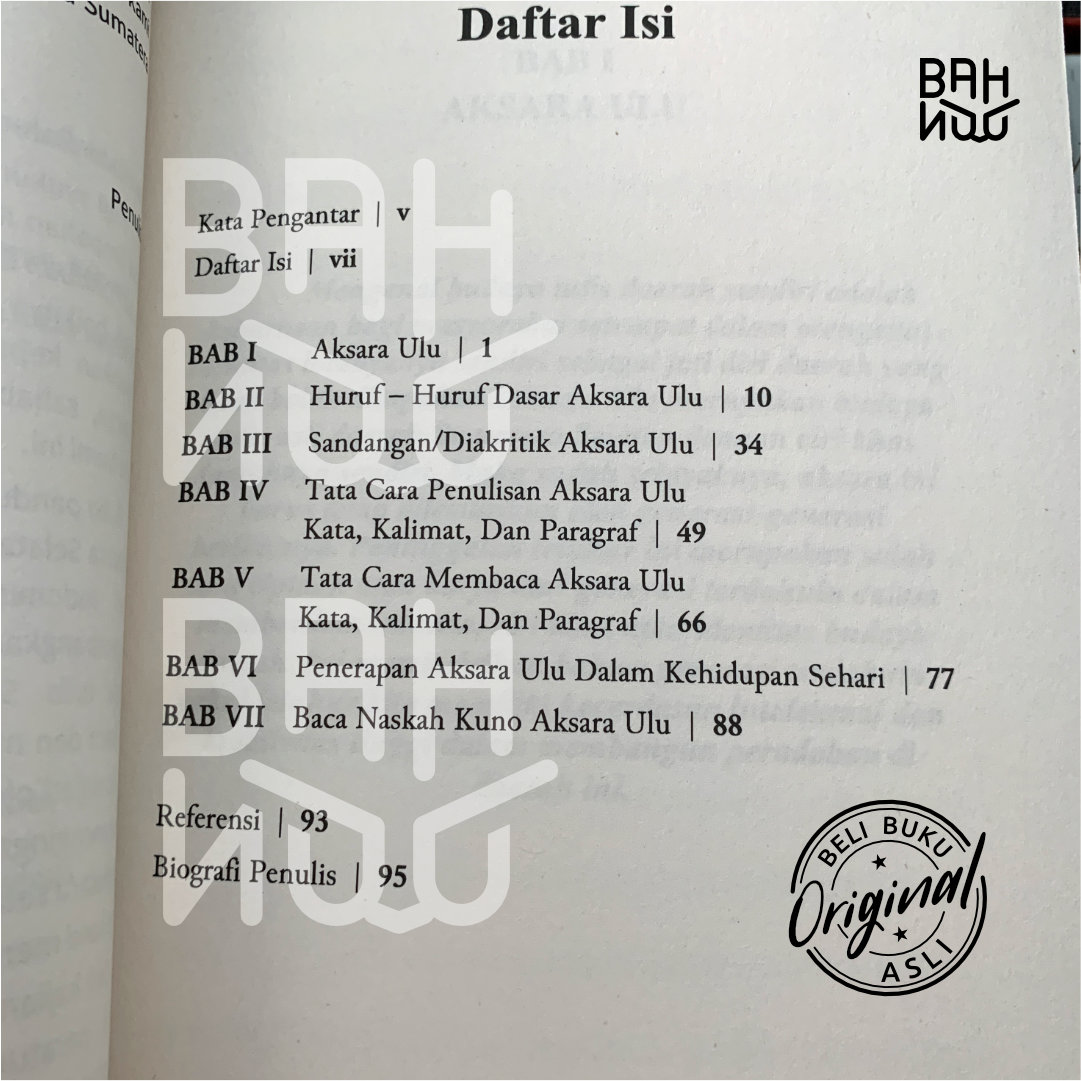 Sumatera
Daftar Isi
BAH
Kata Pengantar | v
Daftar Isi | vii
BAB I Aksara Ulu | 1
BAB II Huruf – Huruf Dasar Aksara Ulu | 10
BAB III Sandangan/Diakritik Aksara Ulu | 34
BAB IV Tata Cara Penulisan Aksara Ulu
Kata, Kalimat, Dan Paragraf | 49
BAB V Tata Cara Membaca Aksara Ulu
Kata, Kalimat, Dan Paragraf | 66
BAB VI Penerapan Aksara Ulu Dalam Kehidupan Sehari | 77
BAB VII Baca Naskah Kuno Aksara Ulu | 88
Referensi | 93
Biografi Penulis | 95
BAH
BAH
BELI BUKU
Original
ASLI